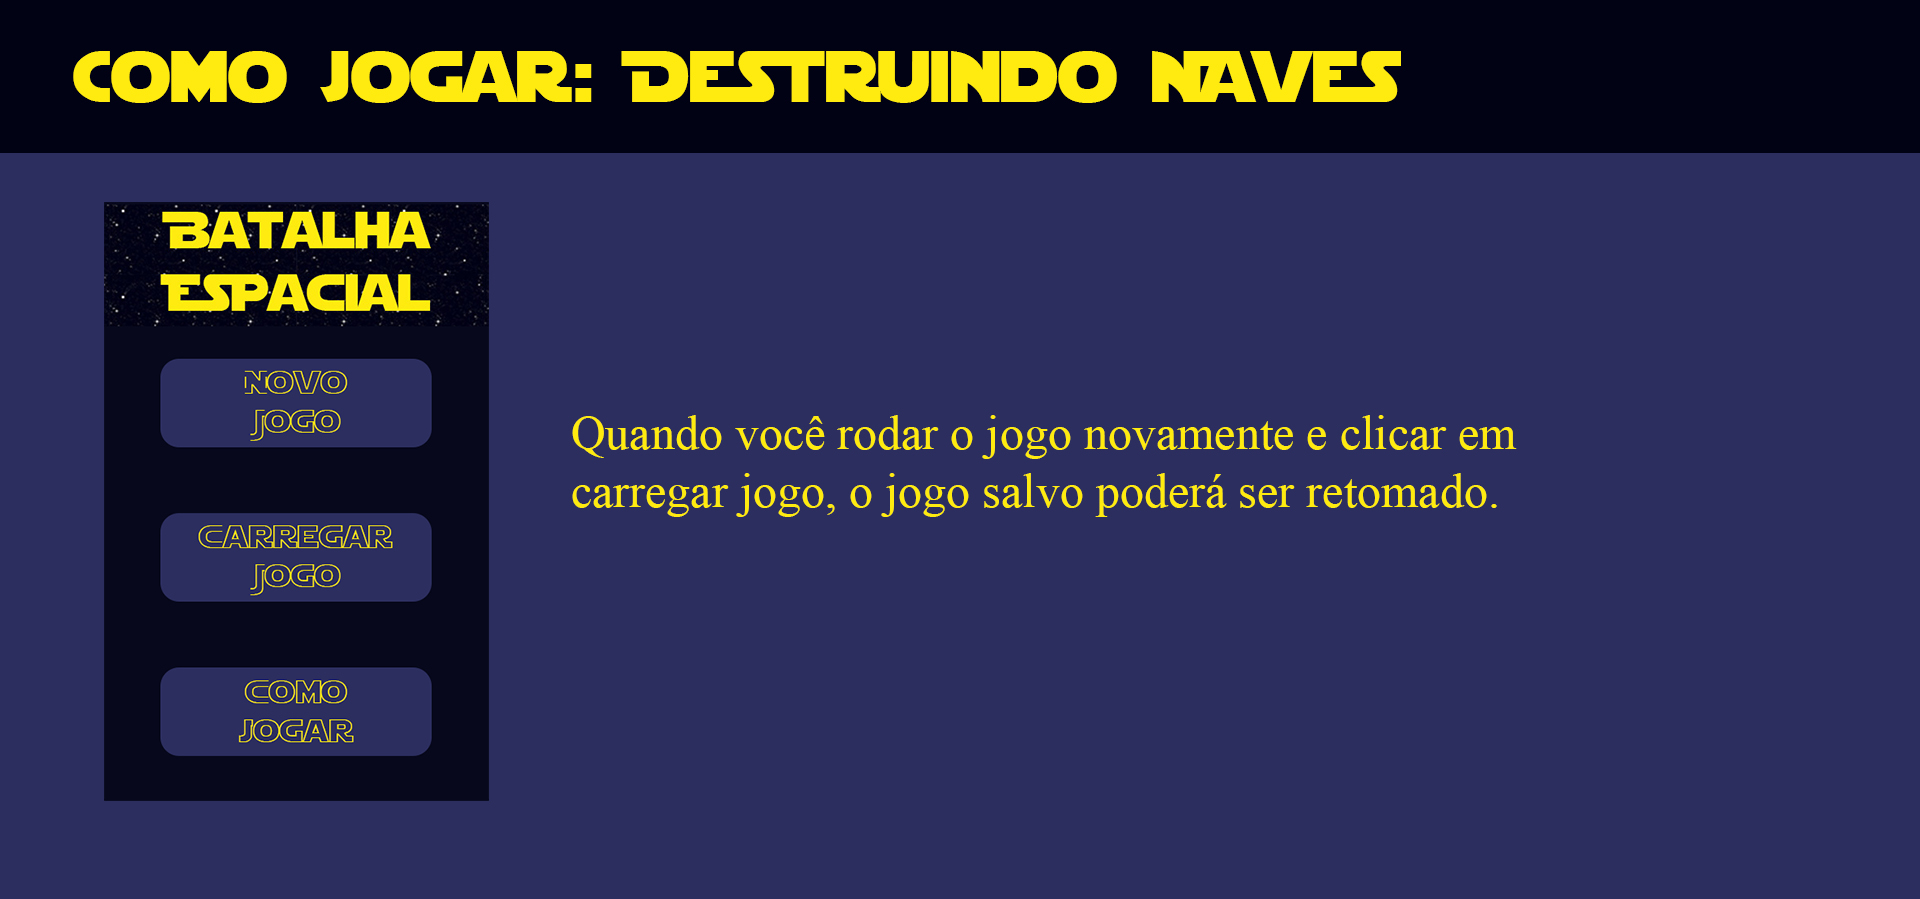 Como Jogar: Destruindo Naves
Batalha
Espacial
Novo
Jogo
Carregar
Jogo
Como
Jogar
Quando você rodar o jogo novamente e clicar em
carregar jogo, o jogo salvo poderá ser retomado.